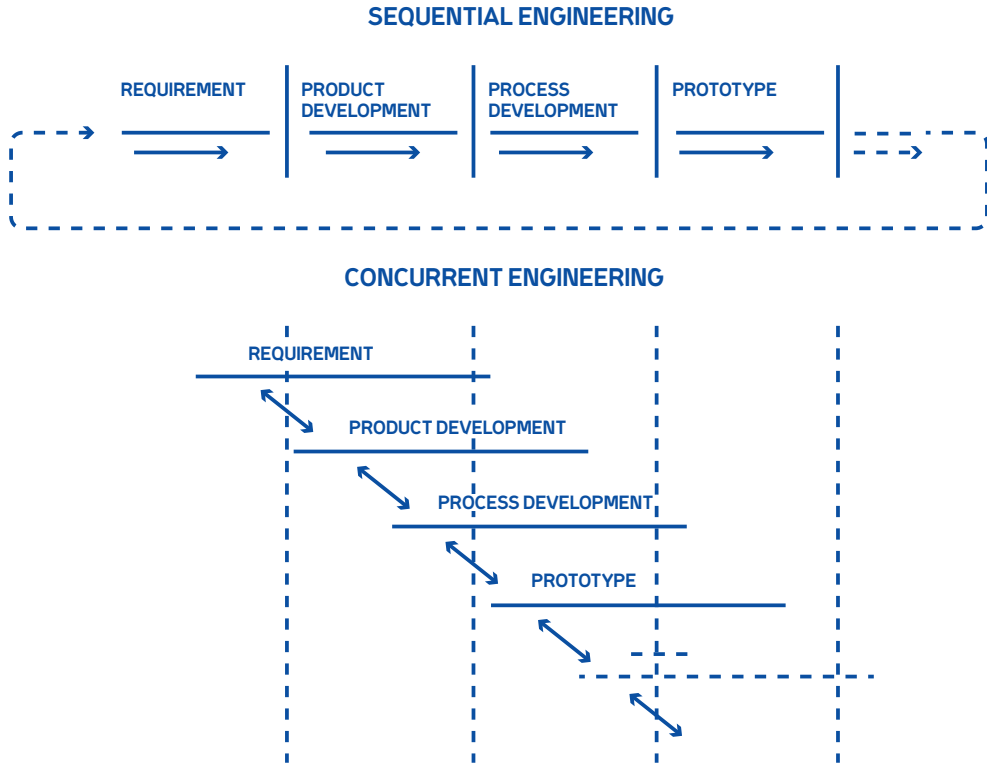 SEQUENTIAL ENGINEERING
REQUIREMENT
PRODUCT
DEVELOPMENT
PROCESS
DEVELOPMENT
PROTOTYPE
CONCURRENT ENGINEERING
REQUIREMENT
PRODUCT DEVELOPMENT
PROCESS DEVELOPMENT
PROTOTYPE